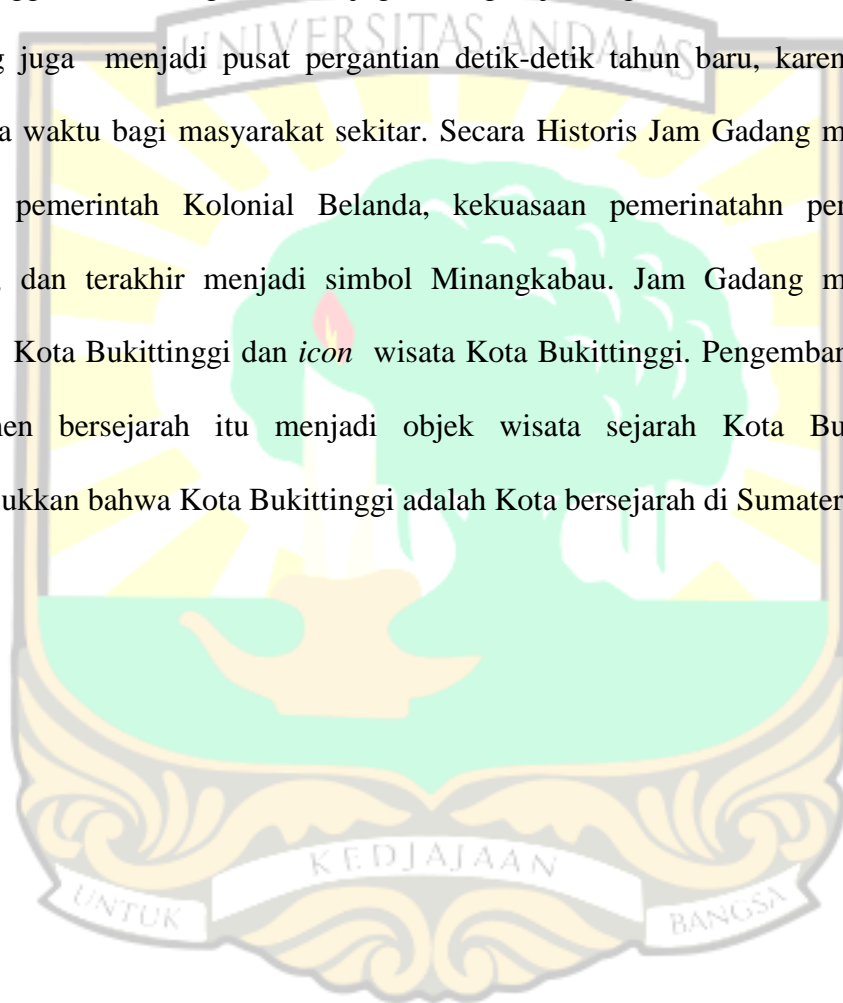 UNIVERSITAS ANDALAS
juga menjadi pusat pergantian detik-detik tahun baru, karen
a waktu bagi masyarakat sekitar. Secara Historis Jam Gadang m
pemerintah Kolonial Belanda, kekuasaan pemerinatahn per
dan terakhir menjadi simbol Minangkabau. Jam Gadang m
Kota Bukittinggi dan icon wisata Kota Bukittinggi. Pengemban
en bersejarah itu menjadi objek wisata sejarah Kota Bu
ukkan bahwa Kota Bukittinggi adalah Kota bersejarah di Sumater
KEDJAJAAN
UNTUK BANGSA